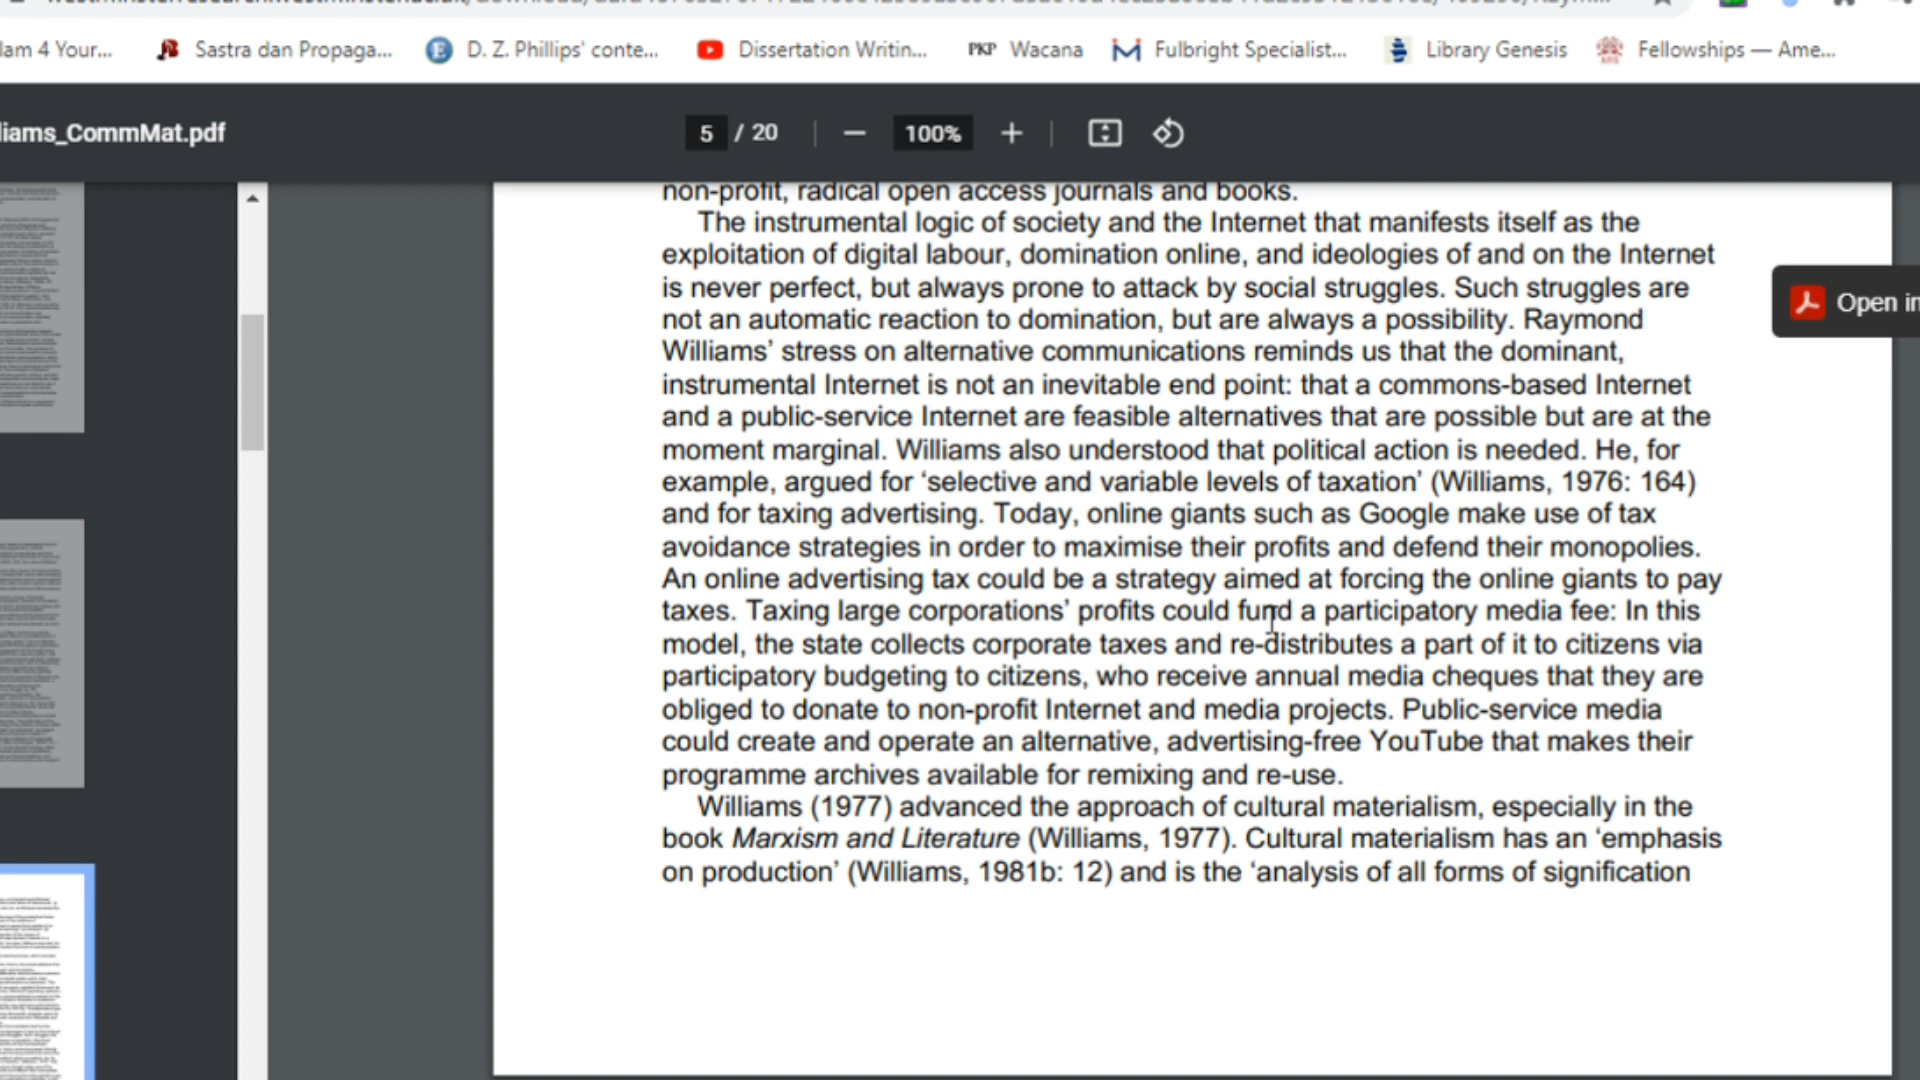 lam 4 Your...
Sastra dan Propaga...
D. Z. Phillips' conte...
Dissertation Writin...
PKP Wacana
Fulbright Specialist...
Library Genesis
Fellowships — Ame...
liams_CommMat.pdf
5 / 20
100%
Open in
non-profit, radical open access journals and books.
The instrumental logic of society and the Internet that manifests itself as the
exploitation of digital labour, domination online, and ideologies of and on the Internet
is never perfect, but always prone to attack by social struggles. Such struggles are
not an automatic reaction to domination, but are always a possibility. Raymond
Williams’ stress on alternative communications reminds us that the dominant,
instrumental Internet is not an inevitable end point: that a commons-based Internet
and a public-service Internet are feasible alternatives that are possible but are at the
moment marginal. Williams also understood that political action is needed. He, for
example, argued for ‘selective and variable levels of taxation’ (Williams, 1976: 164)
and for taxing advertising. Today, online giants such as Google make use of tax
avoidance strategies in order to maximise their profits and defend their monopolies.
An online advertising tax could be a strategy aimed at forcing the online giants to pay
taxes. Taxing large corporations’ profits could fund a participatory media fee: In this
model, the state collects corporate taxes and re-distributes a part of it to citizens via
participatory budgeting to citizens, who receive annual media cheques that they are
obliged to donate to non-profit Internet and media projects. Public-service media
could create and operate an alternative, advertising-free YouTube that makes their
programme archives available for remixing and re-use.
Williams (1977) advanced the approach of cultural materialism, especially in the
book Marxism and Literature (Williams, 1977). Cultural materialism has an ‘emphasis
on production’ (Williams, 1981b: 12) and is the ‘analysis of all forms of signification